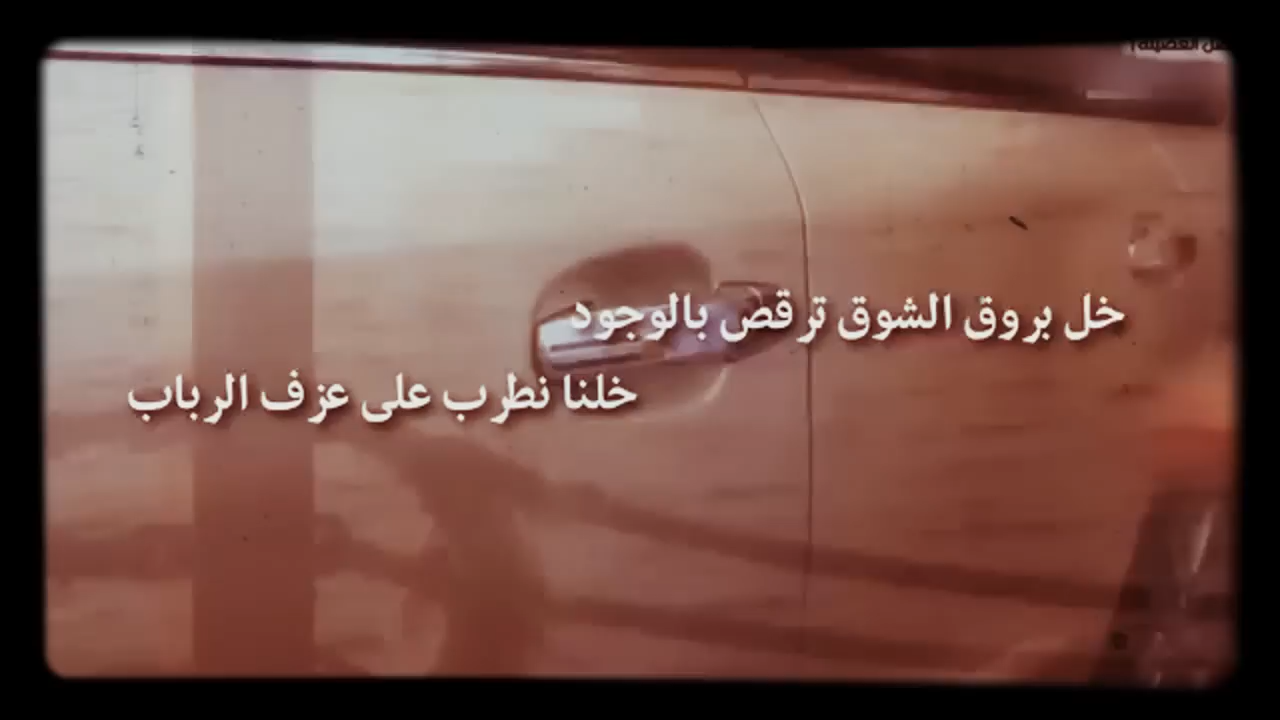 خل بروق الشوق ترقص بالوجود
خلنا نطرب على عزف الرباب